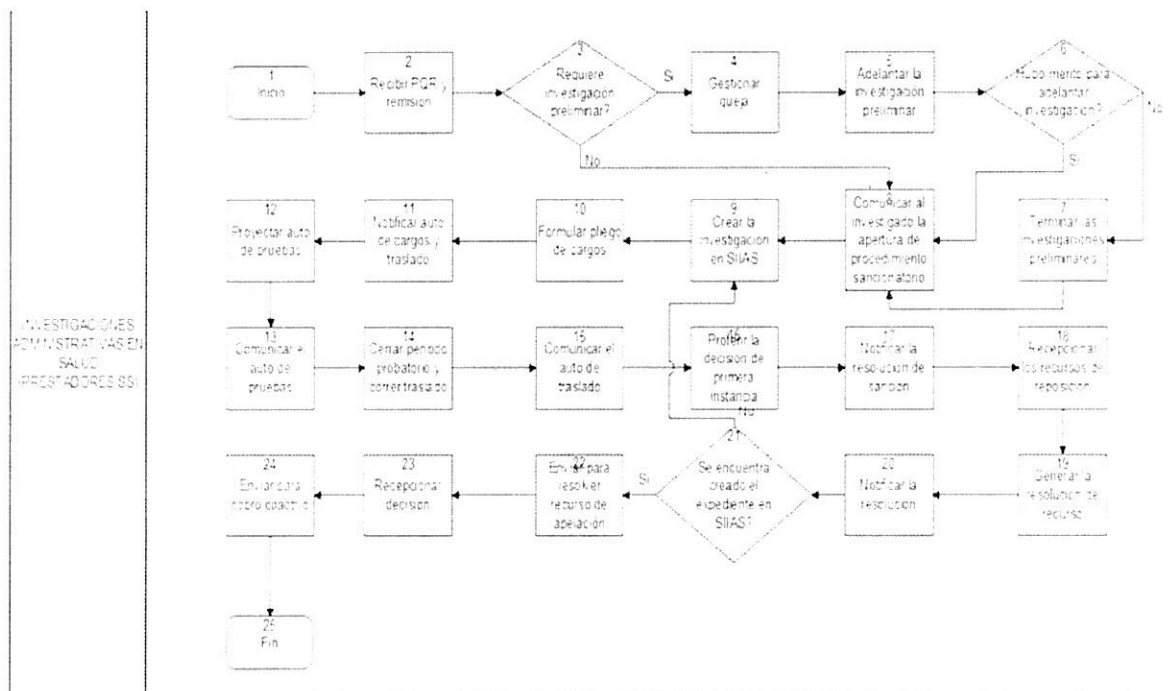 INVESTIGACIONES
ADMINISTRATIVAS EN
SALUD
(PRESTADORES SS)
1
Inicio
2
Recibir PQR y
remisión
3
Requiere
investigación
preliminar?
Si
No
4
Gestionar
queja
5
Adelantar la
investigación
preliminar
6
Hubo merito para
adelantar
investigación?
No
Si
7
Terminar las
investigaciones
preliminares
8
Comunicar al
investigado la
apertura de
procedimiento
sancionatorio
9
Crear la
investigación
en SIIAS
10
Formular pliego
de cargos
11
Notificar auto
de cargos y
traslado
12
Proyectar auto
de pruebas
13
Comunicar el
auto de
pruebas
14
Cerrar periodo
probatorio y
correr traslado
15
Comunicar el
auto de
traslado
16
Proferir la
decisión de
primera
instancia
17
Notificar la
resolución de
sanción
18
Recepcionar
los recursos de
reposición
19
Generar la
resolución de
recurso
20
Notificar la
resolución
21
Se encuentra
creado el
expediente en
SIIAS?
No
Si
22
Enviar para
resolver
recurso de
apelación
23
Recepcionar
decisión
24
Enviar para
cobro coactivo
25
Fin